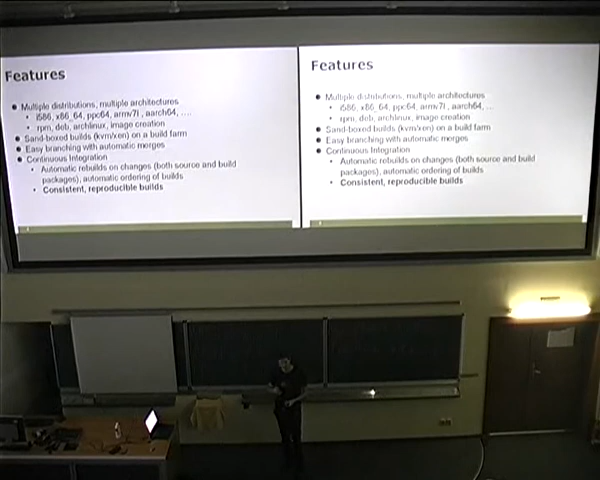 Features
Multiple distributions, multiple architectures
i586, x86_64, ppc64, armv7l, aarch64, ....
rpm, deb, archlinux, image creation
Sand-boxed builds (kvm/xen) on a build farm
Easy branching with automatic merges
Continuous Integration
Automatic rebuilds on changes (both source and build
packages), automatic ordering of builds
Consistent, reproducible builds
Features
Multiple distributions, multiple architectures
i586, x86_64, ppc64, armv7l, aarch64, ...
rpm, deb, archlinux, image creation
Sand-boxed builds (kvm/xen) on a build farm
Easy branching with automatic merges
Continuous Integration
Automatic rebuilds on changes (both source and build
packages), automatic ordering of builds
Consistent, reproducible builds